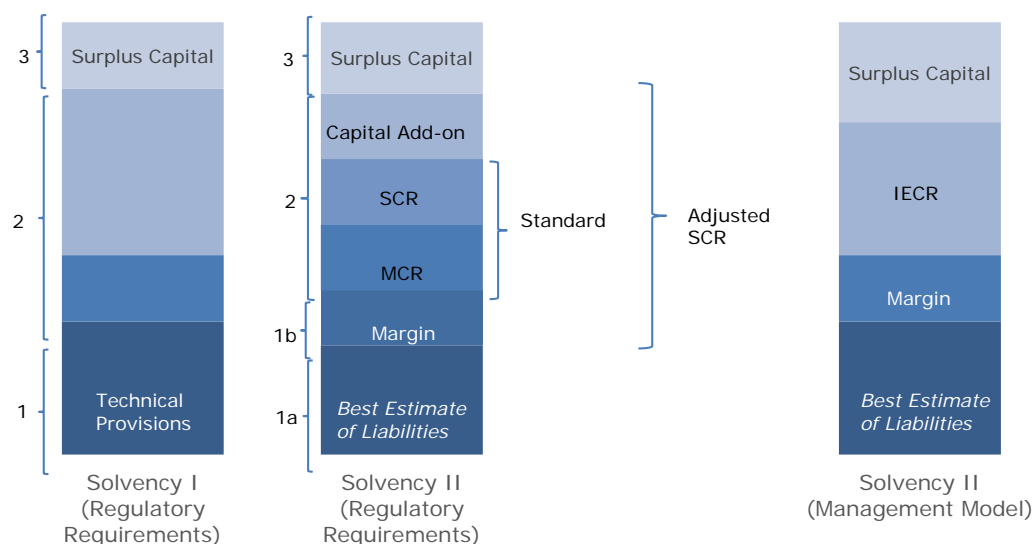 3
Surplus Capital
2
1
Technical
Provisions
Solvency I
(Regulatory
Requirements)
3
Surplus Capital
Capital Add-on
2
SCR
MCR
1b
Margin
1a
Best Estimate
of Liabilities
Solvency II
(Regulatory
Requirements)
Standard
Adjusted
SCR
Surplus Capital
IECR
Margin
Best Estimate
of Liabilities
Solvency II
(Management Model)